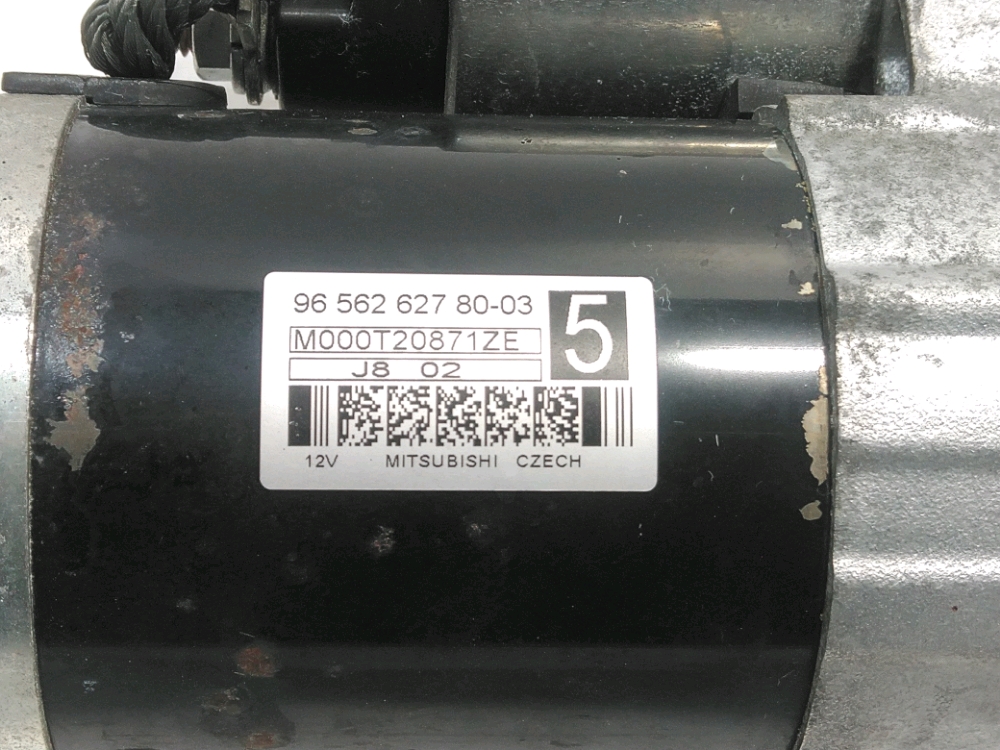 96 562 627 80-03
5
M000T20871ZE
J8 02
12V MITSUBISHI CZECH